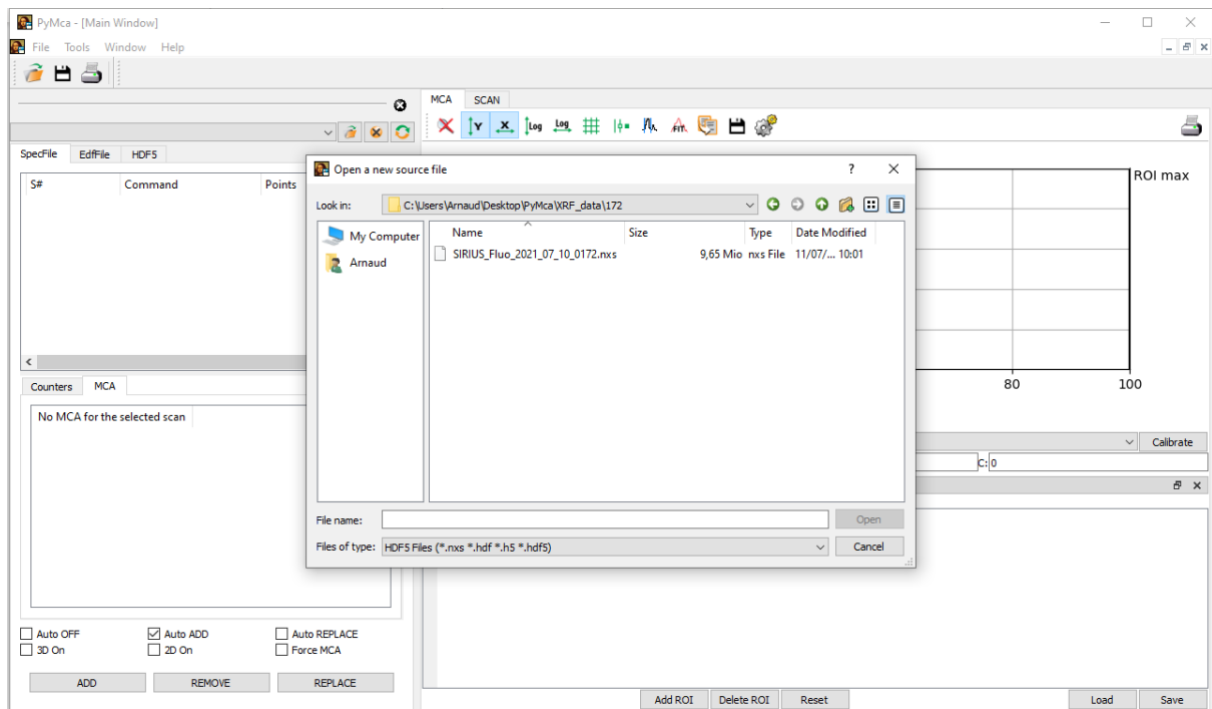 PyMca - [Main Window]
File Tools Window Help
MCA SCAN
Log Log FIT
SpecFile EdfFile HDF5
S# Command Points
Open a new source file
Look in: C:\Users\Arnaud\Desktop\PyMca\XRF_data\172
My Computer
Arnaud
Name Size Type Date Modified
SIRIUS_Fluo_2021_07_10_0172.nxs 9,65 Mio nxs File 11/07/... 10:01
File name: Open
Files of type: HDF5 Files (*.nxs *.hdf *.h5 *.hdf5) Cancel
ROI max
80 100
Calibrate
C: 0
Counters MCA
No MCA for the selected scan
Auto OFF Auto ADD Auto REPLACE
3D On 2D On Force MCA
ADD REMOVE REPLACE
Add ROI Delete ROI Reset Load Save